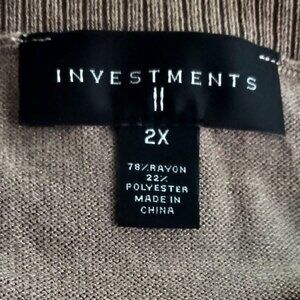 INVESTMENTS
II
2X
78%RAYON
22%
POLYESTER
MADE IN
CHINA